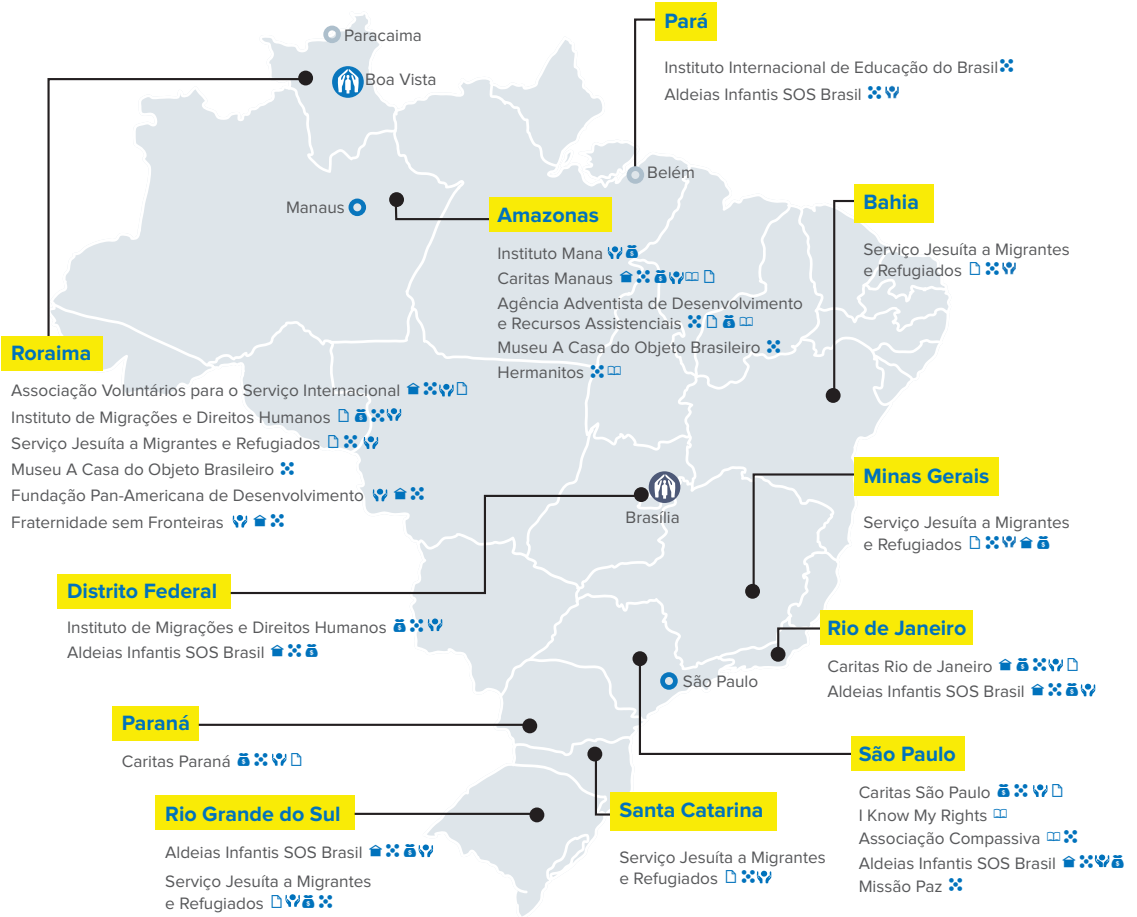 Paracaima
Boa Vista
Pará
Instituto Internacional de Educação do Brasil
Aldeias Infantis SOS Brasil
Belém
Manaus
Amazonas
Instituto Mana
Caritas Manaus
Agência Adventista de Desenvolvimento
e Recursos Assistenciais
Museu A Casa do Objeto Brasileiro
Hermanitos
Bahia
Serviço Jesuíta a Migrantes
e Refugiados
Roraima
Associação Voluntários para o Serviço Internacional
Instituto de Migrações e Direitos Humanos
Serviço Jesuíta a Migrantes e Refugiados
Museu A Casa do Objeto Brasileiro
Fundação Pan-Americana de Desenvolvimento
Fraternidade sem Fronteiras
Brasília
Minas Gerais
Serviço Jesuíta a Migrantes
e Refugiados
Distrito Federal
Instituto de Migrações e Direitos Humanos
Aldeias Infantis SOS Brasil
Rio de Janeiro
Caritas Rio de Janeiro
Aldeias Infantis SOS Brasil
São Paulo
Paraná
Caritas Paraná
São Paulo
Caritas São Paulo
I Know My Rights
Associação Compassiva
Aldeias Infantis SOS Brasil
Missão Paz
Rio Grande do Sul
Aldeias Infantis SOS Brasil
Serviço Jesuíta a Migrantes
e Refugiados
Santa Catarina
Serviço Jesuíta a Migrantes
e Refugiados